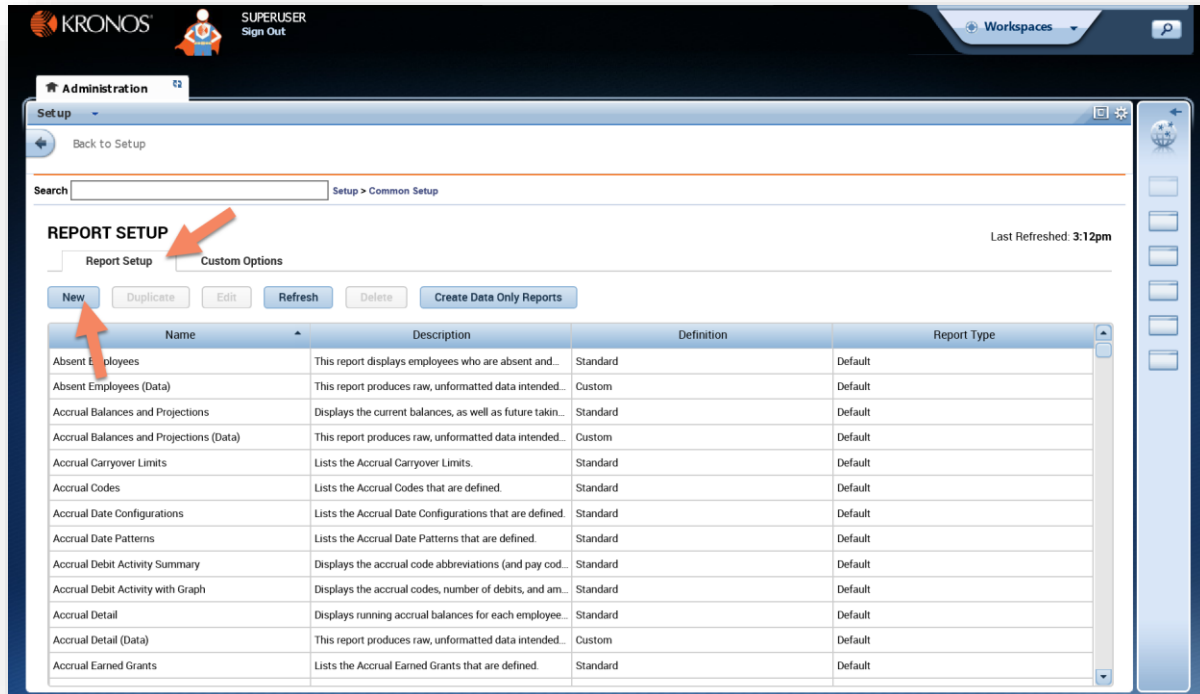 KRONOS
SUPERUSER
Sign Out
Workspaces
Administration
Setup
Back to Setup
Search Setup > Common Setup
REPORT SETUP
Last Refreshed: 3:12pm
Report Setup Custom Options
New Duplicate Edit Refresh Delete Create Data Only Reports
Name Description Definition Report Type
Absent Employees This report displays employees who are absent and... Standard Default
Absent Employees (Data) This report produces raw, unformatted data intended... Custom Default
Accrual Balances and Projections Displays the current balances, as well as future takin... Standard Default
Accrual Balances and Projections (Data) This report produces raw, unformatted data intended... Custom Default
Accrual Carryover Limits Lists the Accrual Carryover Limits. Standard Default
Accrual Codes Lists the Accrual Codes that are defined. Standard Default
Accrual Date Configurations Lists the Accrual Date Configurations that are defined. Standard Default
Accrual Date Patterns Lists the Accrual Date Patterns that are defined. Standard Default
Accrual Debit Activity Summary Displays the accrual code abbreviations (and pay cod... Standard Default
Accrual Debit Activity with Graph Displays the accrual codes, number of debits, and am... Standard Default
Accrual Detail Displays running accrual balances for each employee... Standard Default
Accrual Detail (Data) This report produces raw, unformatted data intended... Custom Default
Accrual Earned Grants Lists the Accrual Earned Grants that are defined. Standard Default